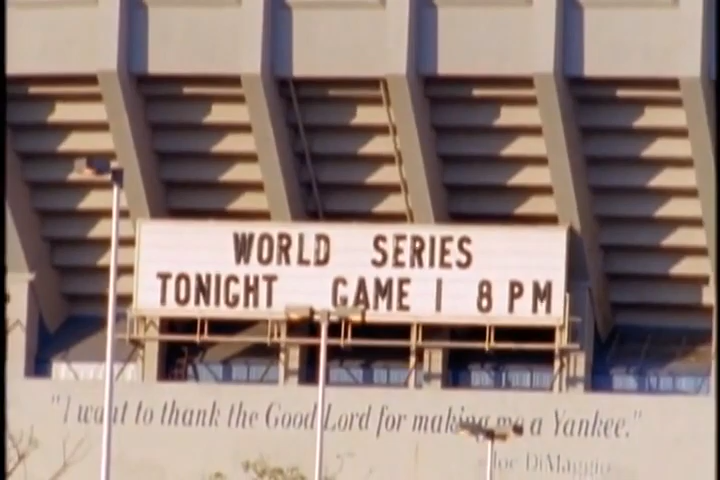 WORLD SERIES
TONIGHT GAME 1 8 PM
"I want to thank the Good Lord for making me a Yankee."
Joe DiMaggio